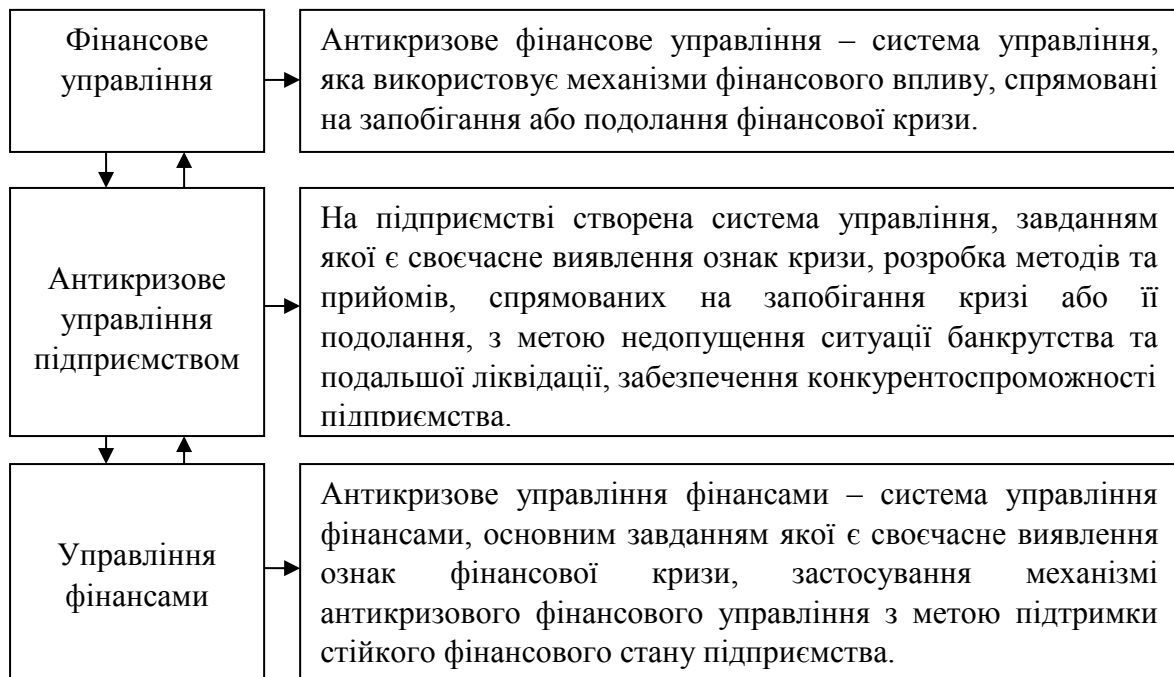 Фінансове
управління
Антикризове фінансове управління – система управління,
яка використовує механізми фінансового впливу, спрямовані
на запобігання або подолання фінансової кризи.
Антикризове
управління
підприємством
На підприємстві створена система управління, завданням
якої є своєчасне виявлення ознак кризи, розробка методів та
прийомів, спрямованих на запобігання кризі або її
подолання, з метою недопущення ситуації банкрутства та
подальшої ліквідації, забезпечення конкурентоспроможності
підприємства.
Управління
фінансами
Антикризове управління фінансами – система управління
фінансами, основним завданням якої є своєчасне виявлення
ознак фінансової кризи, застосування механізмі
антикризового фінансового управління з метою підтримки
стійкого фінансового стану підприємства.